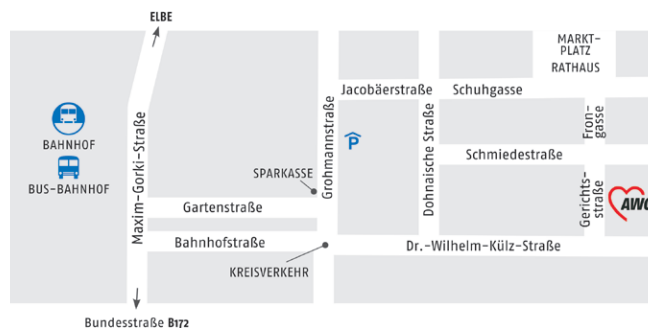 ELBE
MARKT-
PLATZ
RATHAUS
Jacobäerstraße
Schuhgasse
BAHNHOF
BUS-BAHNHOF
Maxim-Gorki-Straße
Grohmannstraße
P
Dohnaische Straße
Fron-
gasse
Schmiedestraße
SPARKASSE
Gartenstraße
Gerichts-
straße
AWO
Bahnhofstraße
Dr.-Wilhelm-Külz-Straße
KREISVERKEHR
Bundesstraße B172